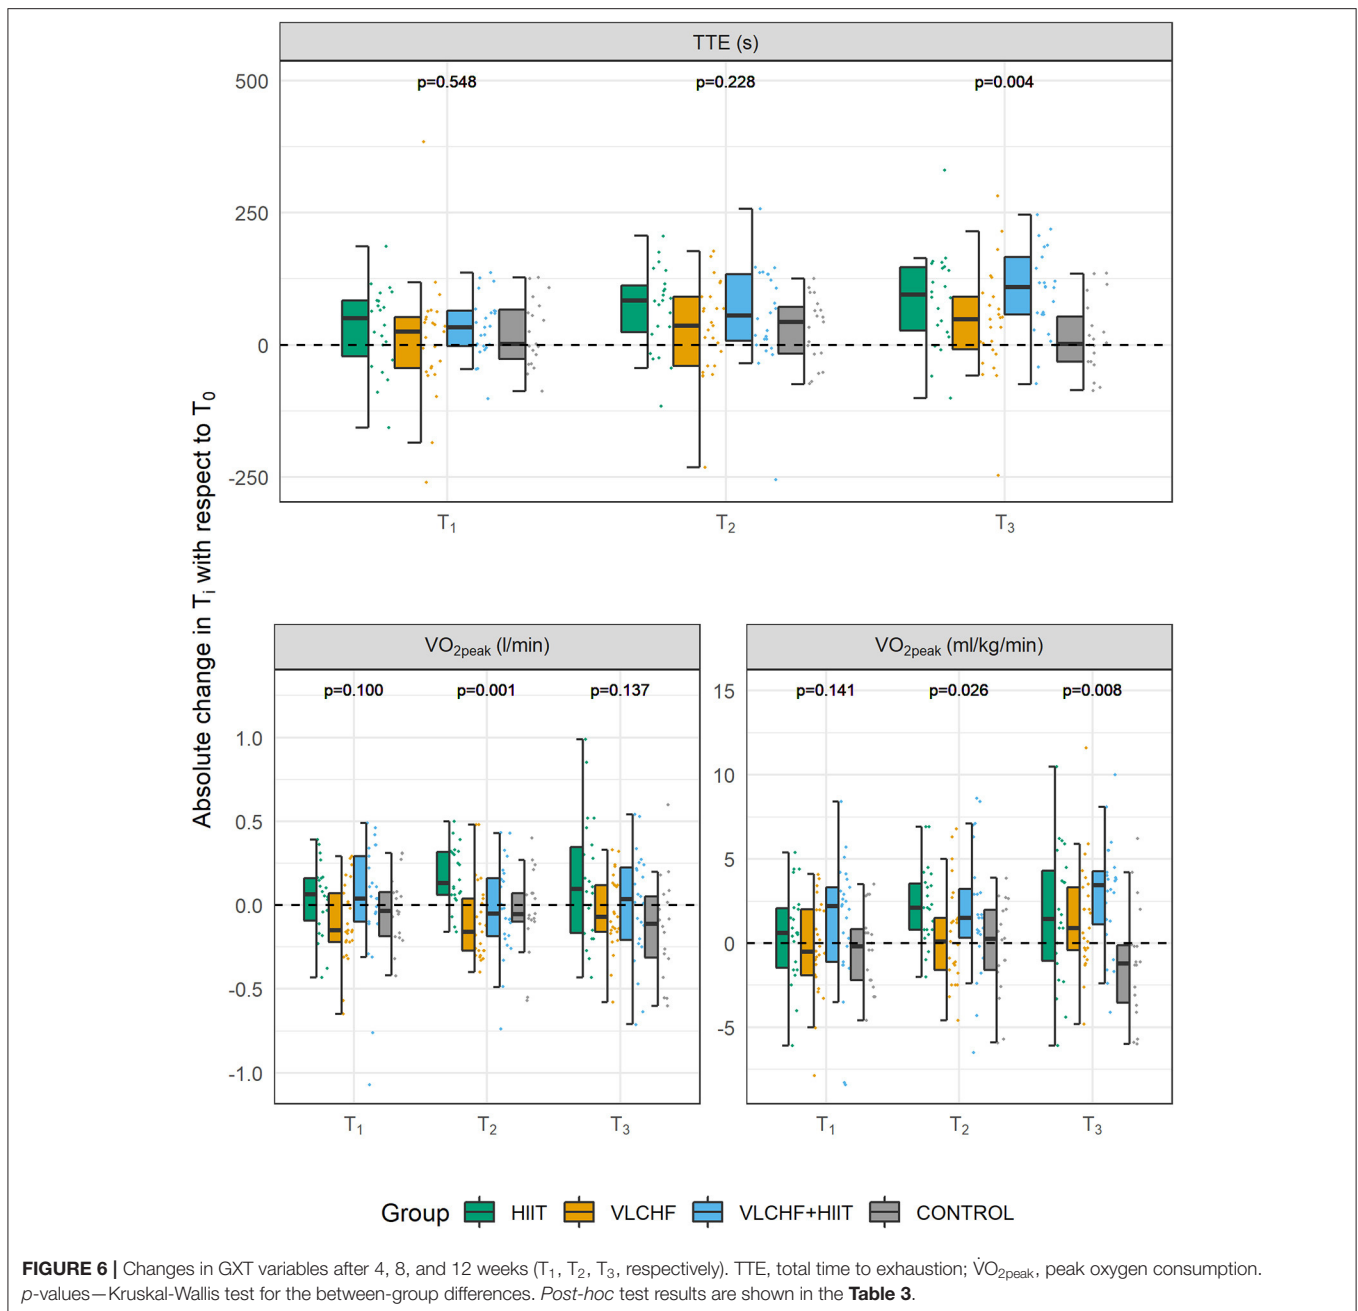 TTE (s)
p=0.548 p=0.228 p=0.004
500
250
0
-250
T₁ T₂ T₃
Absolute change in Tᵢ with respect to T₀
VO₂peak (l/min)
p=0.100 p=0.001 p=0.137
1.0
0.5
0.0
-0.5
-1.0
T₁ T₂ T₃
VO₂peak (ml/kg/min)
p=0.141 p=0.026 p=0.008
15
10
5
0
-5
T₁ T₂ T₃
Group HIIT VLCHF VLCHF+HIIT CONTROL
FIGURE 6 | Changes in GXT variables after 4, 8, and 12 weeks (T₁, T₂, T₃, respectively). TTE, total time to exhaustion; V̇O₂peak, peak oxygen consumption.
p-values—Kruskal-Wallis test for the between-group differences. Post-hoc test results are shown in the Table 3.